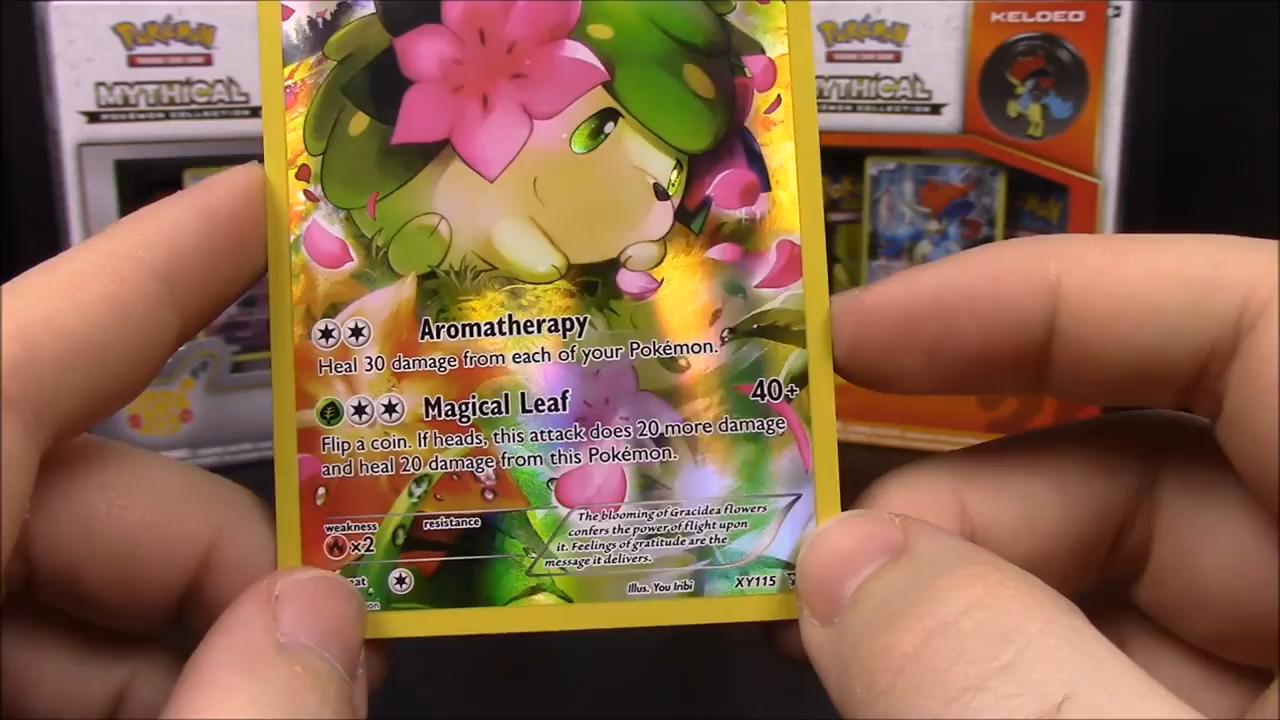 Pokémon
MYTHICAL
POKÉMON COLLECTION
Pokémon
MYTHICAL
POKÉMON COLLECTION
KELDEO
Aromatherapy
Heal 30 damage from each of your Pokémon.
Magical Leaf 40+
Flip a coin. If heads, this attack does 20 more damage
and heal 20 damage from this Pokémon.
weakness resistance
×2
The blooming of Gracidea flowers
confers the power of flight upon
it. Feelings of gratitude are the
message it delivers.
Illus. You Iribi XY115